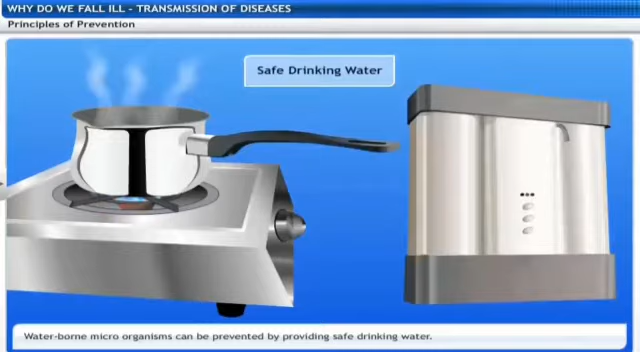 WHY DO WE FALL ILL - TRANSMISSION OF DISEASES
Principles of Prevention
Safe Drinking Water
Water-borne micro organisms can be prevented by providing safe drinking water.